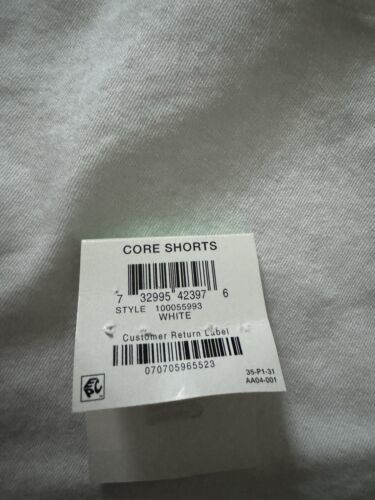 CORE SHORTS
7 32995 42397 6
STYLE 100055993
WHITE
Customer Return Label
070705965523
35-P1-31
AA04-001